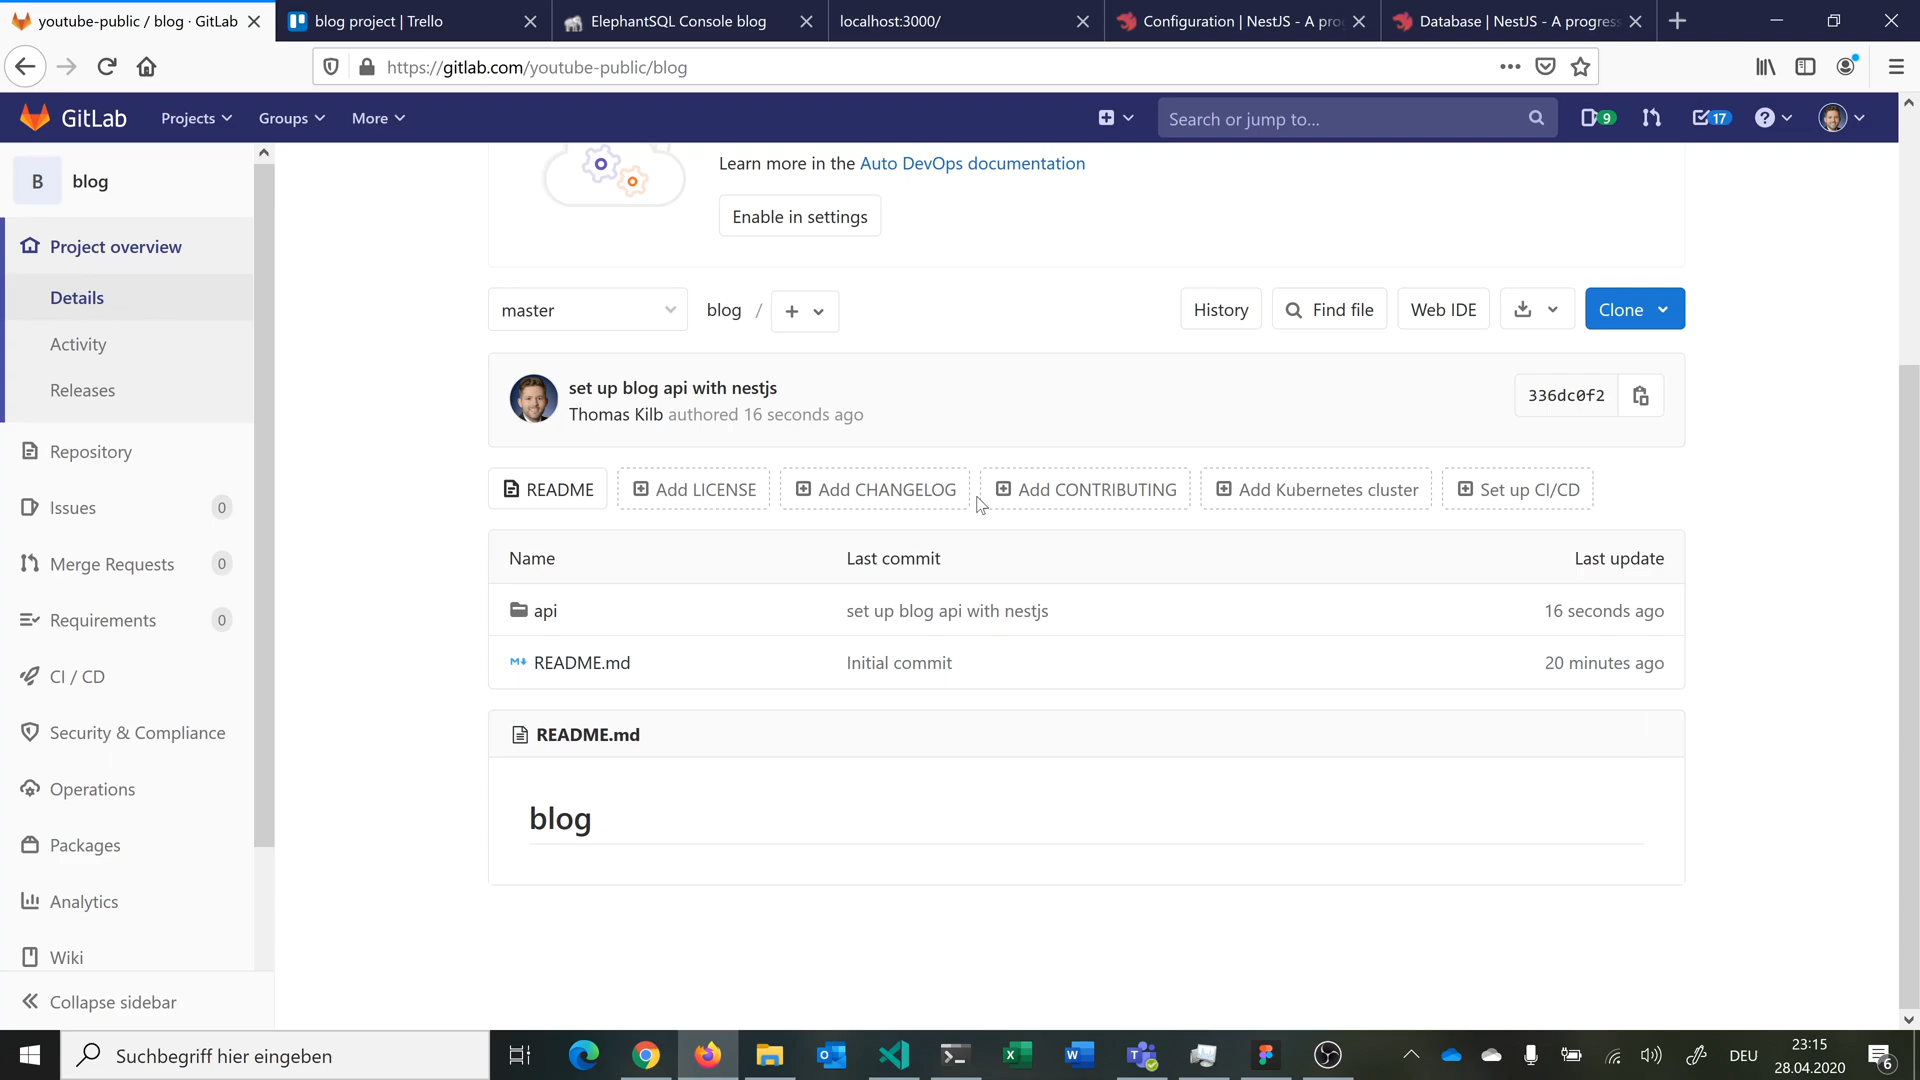 youtube-public / blog · GitLab
blog project | Trello
ElephantSQL Console blog
localhost:3000/
Configuration | NestJS - A pro
Database | NestJS - A progres
https://gitlab.com/youtube-public/blog
GitLab
Projects
Groups
More
Search or jump to...
9
17
B
blog
Project overview
Details
Activity
Releases
Repository
Issues
0
Merge Requests
0
Requirements
0
CI / CD
Security & Compliance
Operations
Packages
Analytics
Wiki
Collapse sidebar
Learn more in the Auto DevOps documentation
Enable in settings
master
blog /
History
Find file
Web IDE
Clone
set up blog api with nestjs
Thomas Kilb authored 16 seconds ago
336dc0f2
README
Add LICENSE
Add CHANGELOG
Add CONTRIBUTING
Add Kubernetes cluster
Set up CI/CD
Name
Last commit
Last update
api
set up blog api with nestjs
16 seconds ago
README.md
Initial commit
20 minutes ago
README.md
blog
Suchbegriff hier eingeben
DEU
23:15
28.04.2020
6